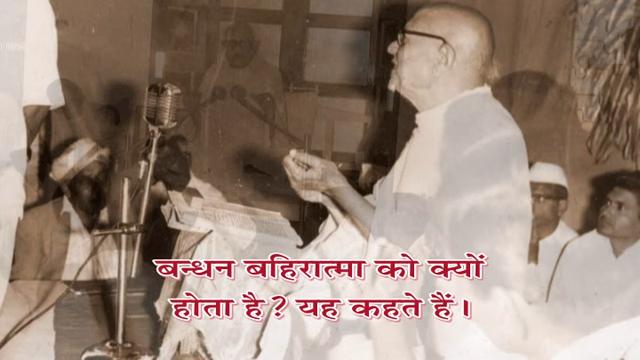 बन्धन बहिरात्मा को क्यों
होता है ? यह कहते हैं ।